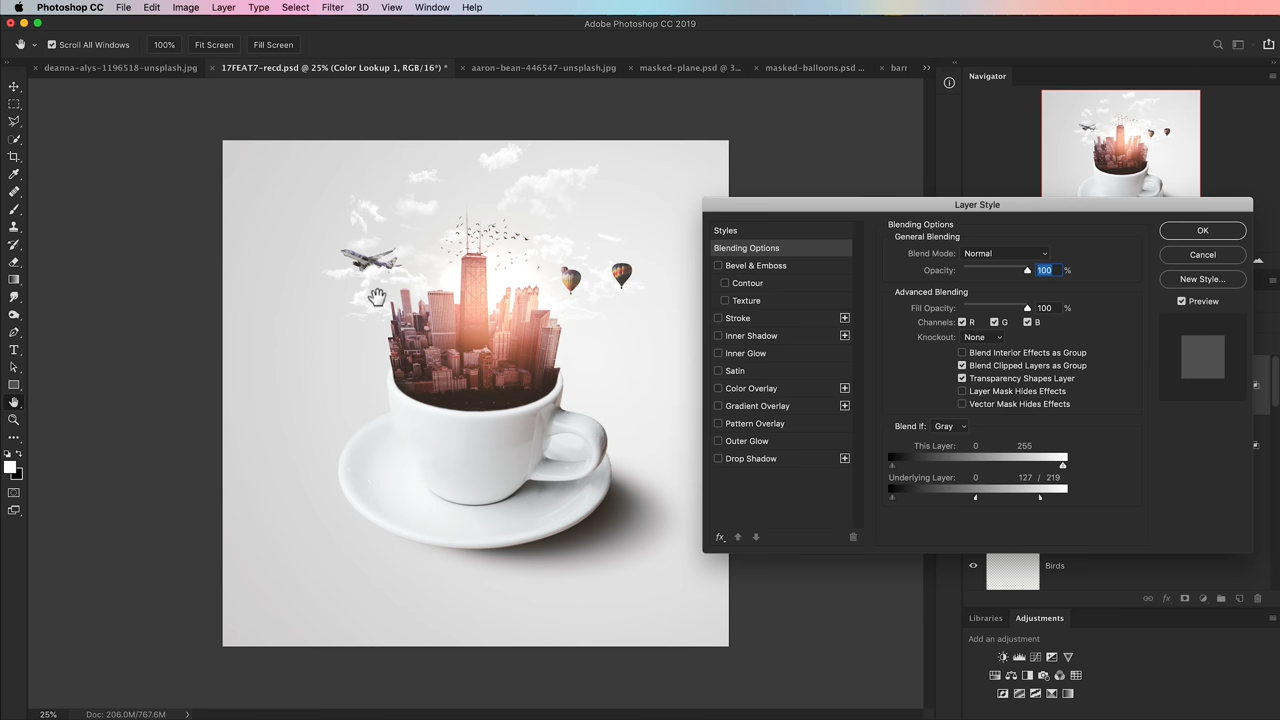 Photoshop CC File Edit Image Layer Type Select Filter 3D View Window Help
Adobe Photoshop CC 2019
Scroll All Windows 100% Fit Screen Fill Screen
deanna-alys-1196518-unsplash.jpg 17FEAT7-recd.psd @ 25% (Color Lookup 1, RGB/16*) * aaron-bean-446547-unsplash.jpg masked-plane.psd @ 3... masked-balloons.psd ... barr
Navigator
Layer Style
Styles
Blending Options
Bevel & Emboss
Contour
Texture
Stroke
Inner Shadow
Inner Glow
Satin
Color Overlay
Gradient Overlay
Pattern Overlay
Outer Glow
Drop Shadow
fx
Blending Options
General Blending
Blend Mode: Normal
Opacity: 100 %
Advanced Blending
Fill Opacity: 100 %
Channels: R G B
Knockout: None
Blend Interior Effects as Group
Blend Clipped Layers as Group
Transparency Shapes Layer
Layer Mask Hides Effects
Vector Mask Hides Effects
Blend If: Gray
This Layer: 0 255
Underlying Layer: 0 127 / 219
OK
Cancel
New Style...
Preview
Birds
fx
Libraries Adjustments
Add an adjustment
25% Doc: 206.0M/767.6M